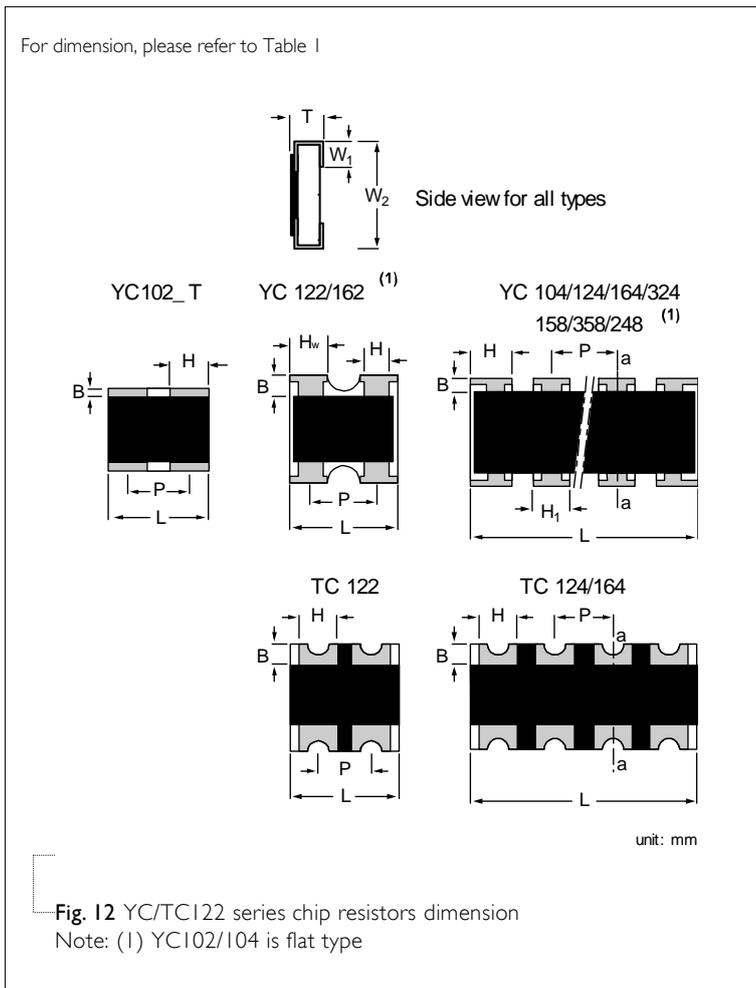 For dimension, please refer to Table 1
T
W1
W2
Side view for all types
YC102_ T
YC 122/162 (1)
YC 104/124/164/324
158/358/248 (1)
H
B
P
L
Hw
H
B
P
L
H
P
a
B
H1
a
L
TC 122
TC 124/164
H
B
P
L
H
P
a
B
a
L
unit: mm
Fig. 12 YC/TC122 series chip resistors dimension
Note: (1) YC102/104 is flat type